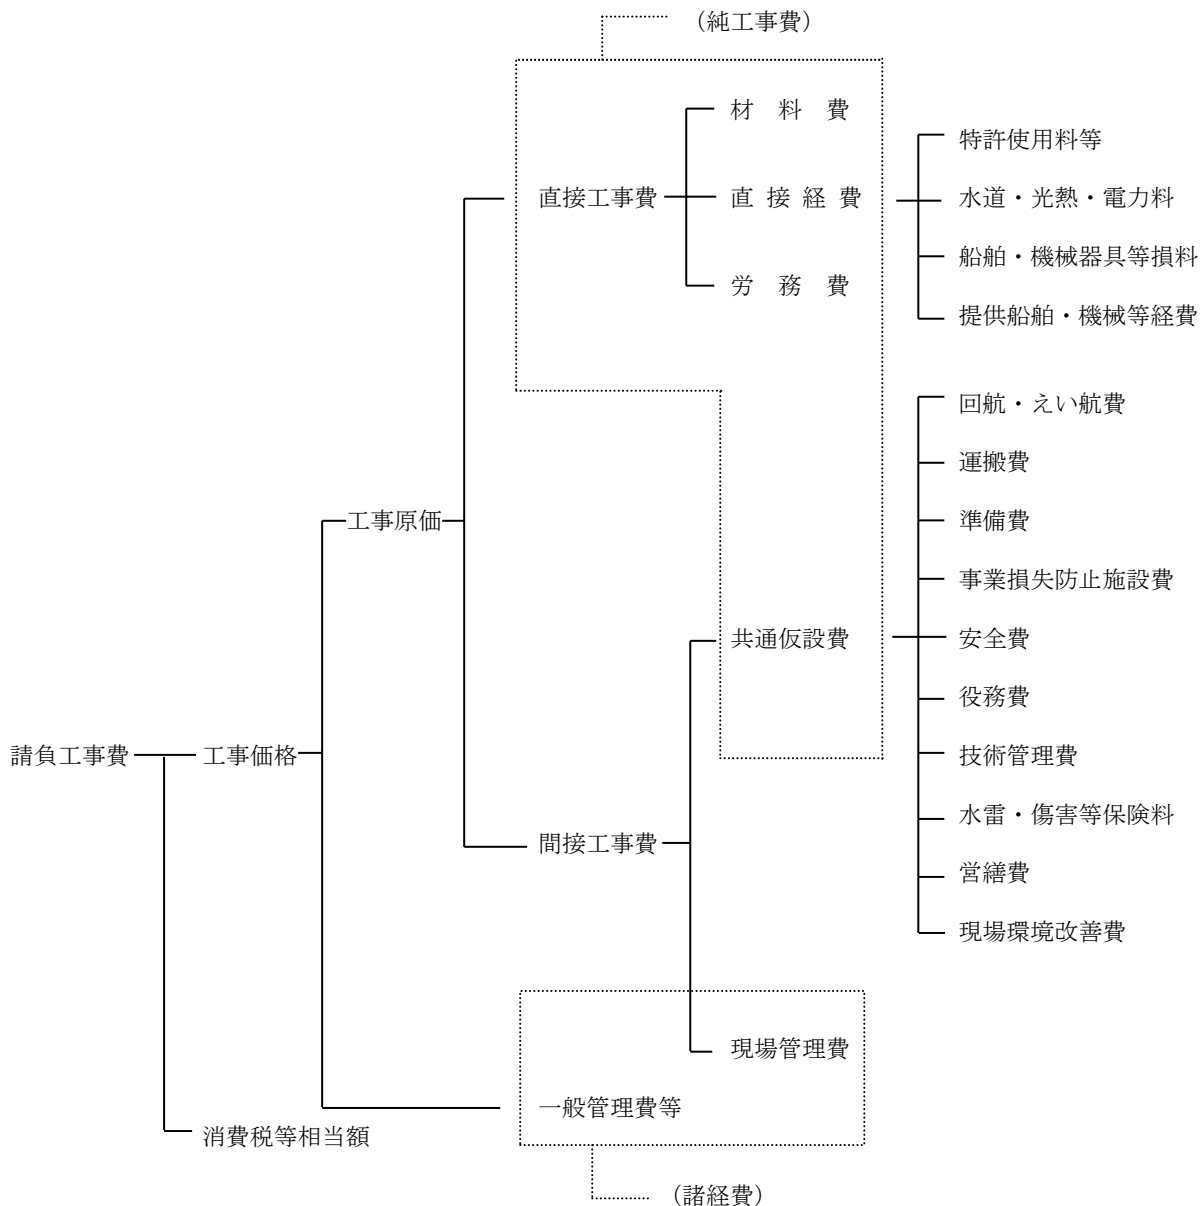 （純工事費）
材　料　費
特許使用料等
直接工事費
直 接 経 費
水道・光熱・電力料
船舶・機械器具等損料
労　務　費
提供船舶・機械等経費
回航・えい航費
運搬費
工事原価
準備費
事業損失防止施設費
共通仮設費
安全費
役務費
請負工事費
工事価格
技術管理費
水雷・傷害等保険料
間接工事費
営繕費
現場環境改善費
現場管理費
一般管理費等
消費税等相当額
（諸経費）